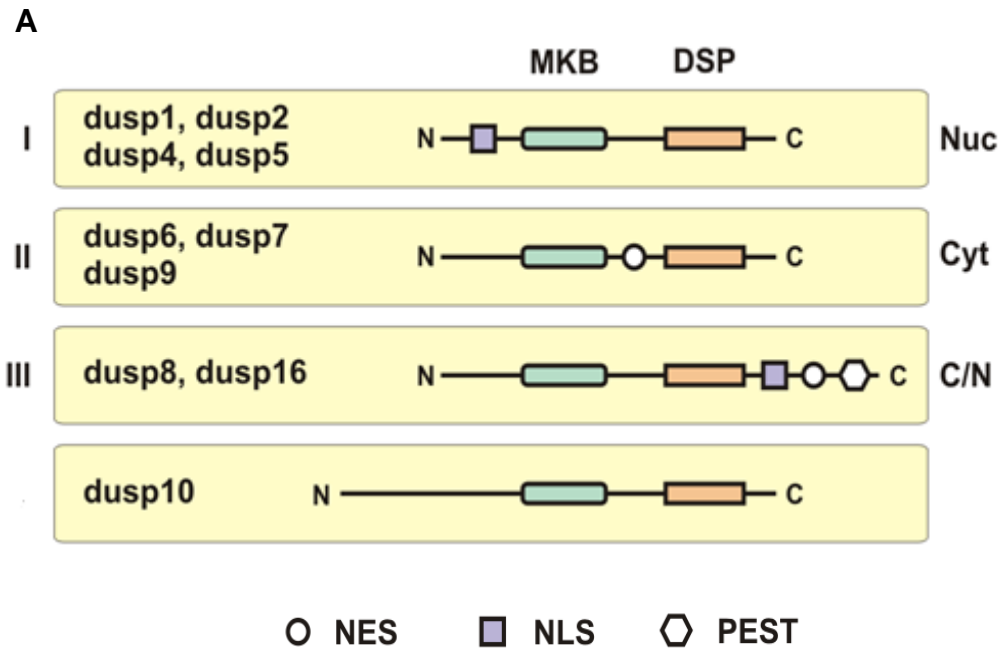 A
MKB DSP
I dusp1, dusp2 N C Nuc
dusp4, dusp5
II dusp6, dusp7 N C Cyt
dusp9
III dusp8, dusp16 N C C/N
dusp10 N C
NES NLS PEST